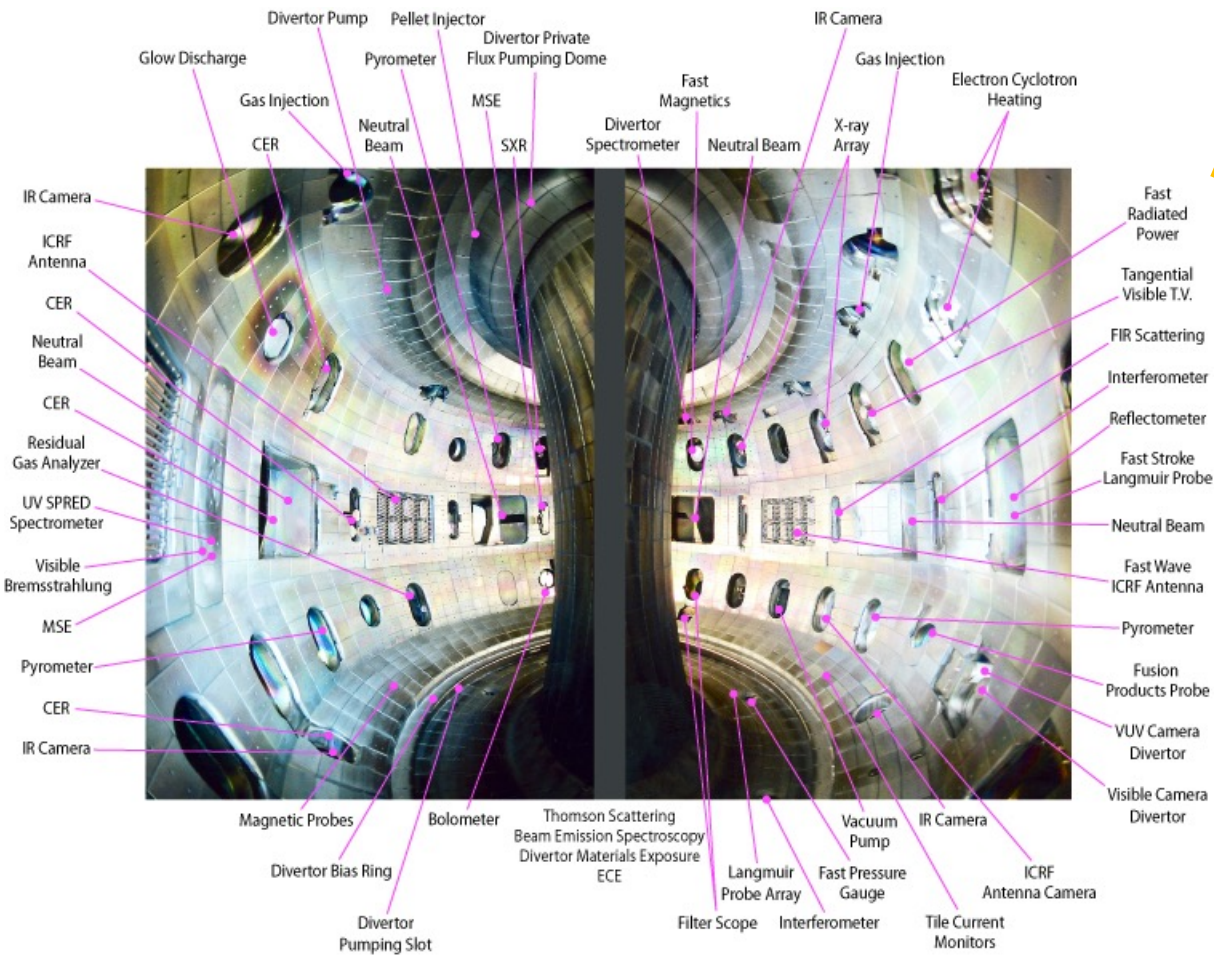 Divertor Pump
Pellet Injector
IR Camera
Glow Discharge
Pyrometer
Divertor Private
Flux Pumping Dome
Gas Injection
Fast
Magnetics
Electron Cyclotron
Heating
Gas Injection
Neutral
Beam
MSE
Divertor
Spectrometer
X-ray
Array
CER
SXR
Neutral Beam
IR Camera
ICRF
Antenna
CER
Neutral
Beam
CER
Residual
Gas Analyzer
UV SPRED
Spectrometer
Visible
Bremsstrahlung
MSE
Pyrometer
CER
IR Camera
Fast
Radiated
Power
Tangential
Visible T.V.
FIR Scattering
Interferometer
Reflectometer
Fast Stroke
Langmuir Probe
Neutral Beam
Fast Wave
ICRF Antenna
Pyrometer
Fusion
Products Probe
VUV Camera
Divertor
Visible Camera
Divertor
Magnetic Probes
Bolometer
Thomson Scattering
Beam Emission Spectroscopy
Divertor Materials Exposure
ECE
Vacuum
Pump
IR Camera
Divertor Bias Ring
Langmuir
Probe Array
Fast Pressure
Gauge
ICRF
Antenna Camera
Divertor
Pumping Slot
Filter Scope
Interferometer
Tile Current
Monitors